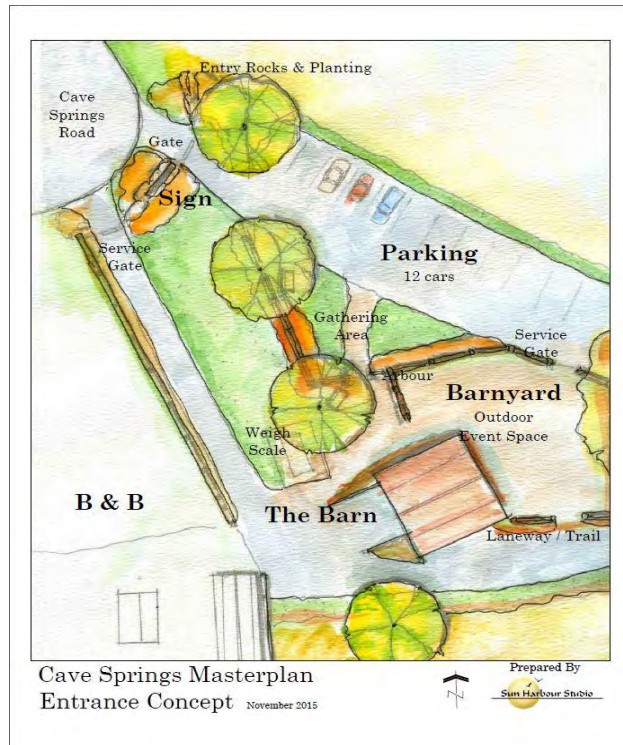 Entry Rocks & Planting
Cave
Springs
Road
Gate
Sign
Service
Gate
Parking
12 cars
Gathering
Area
Service
Gate
Arbour
Barnyard
Outdoor
Event Space
Weigh
Scale
B & B
The Barn
Laneway / Trail
Cave Springs Masterplan
Entrance Concept November 2015
N
Prepared By
Sun Harbour Studio